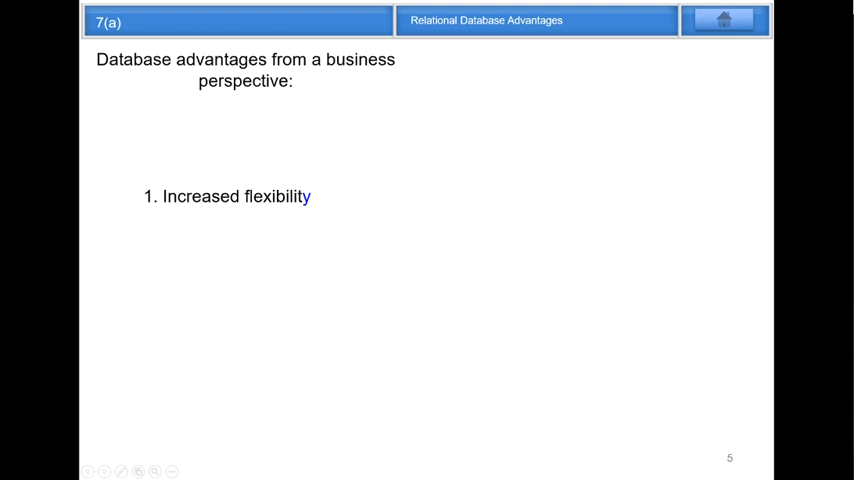 7(a)
Relational Database Advantages
Database advantages from a business
perspective:
1. Increased flexibility
5